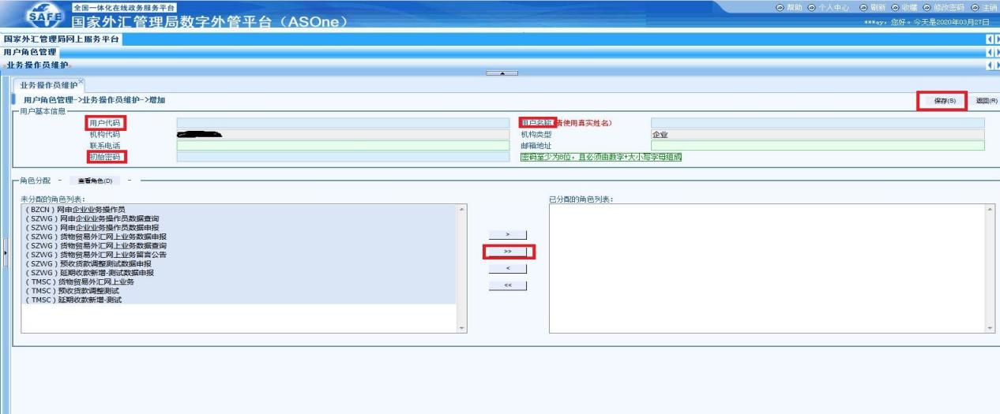 SAFE 全国一体化在线政务服务平台
国家外汇管理局数字外管平台（ASOne）
帮助 个人中心 刷新 收藏 修改密码 注销
***ey，您好。今天是2020年03月27日
国家外汇管理局网上服务平台
用户角色管理
业务操作员维护
业务操作员维护
用户角色管理->业务操作员维护->增加
保存(S) 返回(R)
用户基本信息
用户代码 用户名称(请使用真实姓名)
机构代码 机构类型 企业
联系电话 邮箱地址
初始密码 密码至少为8位，且必须由数字+大小写字母组成
角色分配 - 查看角色(D) -
未分配的角色列表： 已分配的角色列表：
（BZCN）网申企业业务操作员
（SZWG）网申企业业务操作员数据查询
（SZWG）网申企业业务操作员数据申报
（SZWG）货物贸易外汇网上业务数据申报
（SZWG）货物贸易外汇网上业务数据查询
（SZWG）货物贸易外汇网上业务留言公告
（SZWG）预收货款调整测试数据申报
（SZWG）延期收款新增-测试数据申报
（TMSC）货物贸易外汇网上业务
（TMSC）预收货款调整测试
（TMSC）延期收款新增-测试
>
>>
<
<<